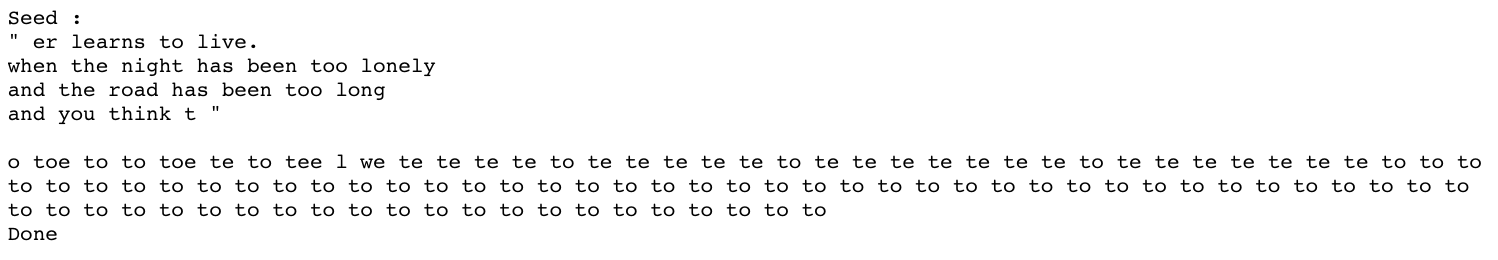 Seed :
" er learns to live.
when the night has been too lonely
and the road has been too long
and you think t "
o toe to to toe te to tee l we te te te te to te te te te te to te te te te te te te to te te te te te te te to to to
to to to to to to to to to to to to to to to to to to to to to to to to to to to to to to to to to to to to to to to
to to to to to to to to to to to to to to to to to to to to to to
Done